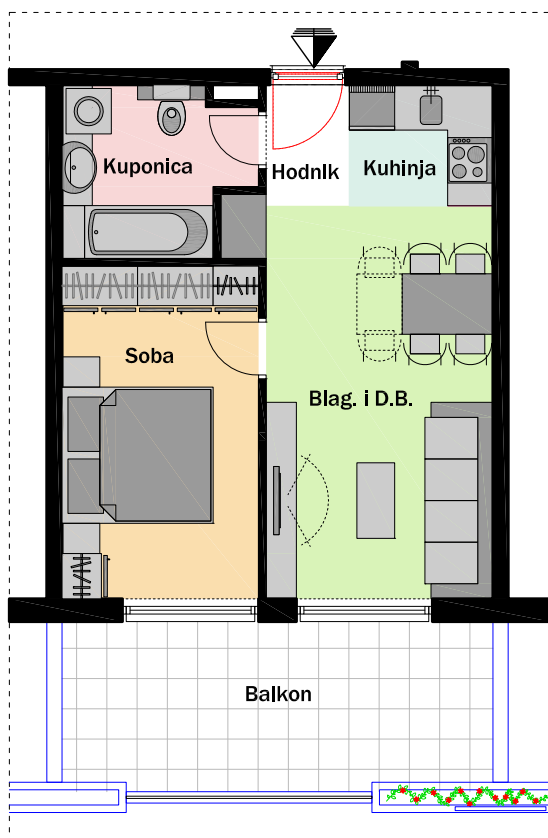 Kuponica
Hodnik
Kuhinja
Soba
Blag. i D.B.
Balkon